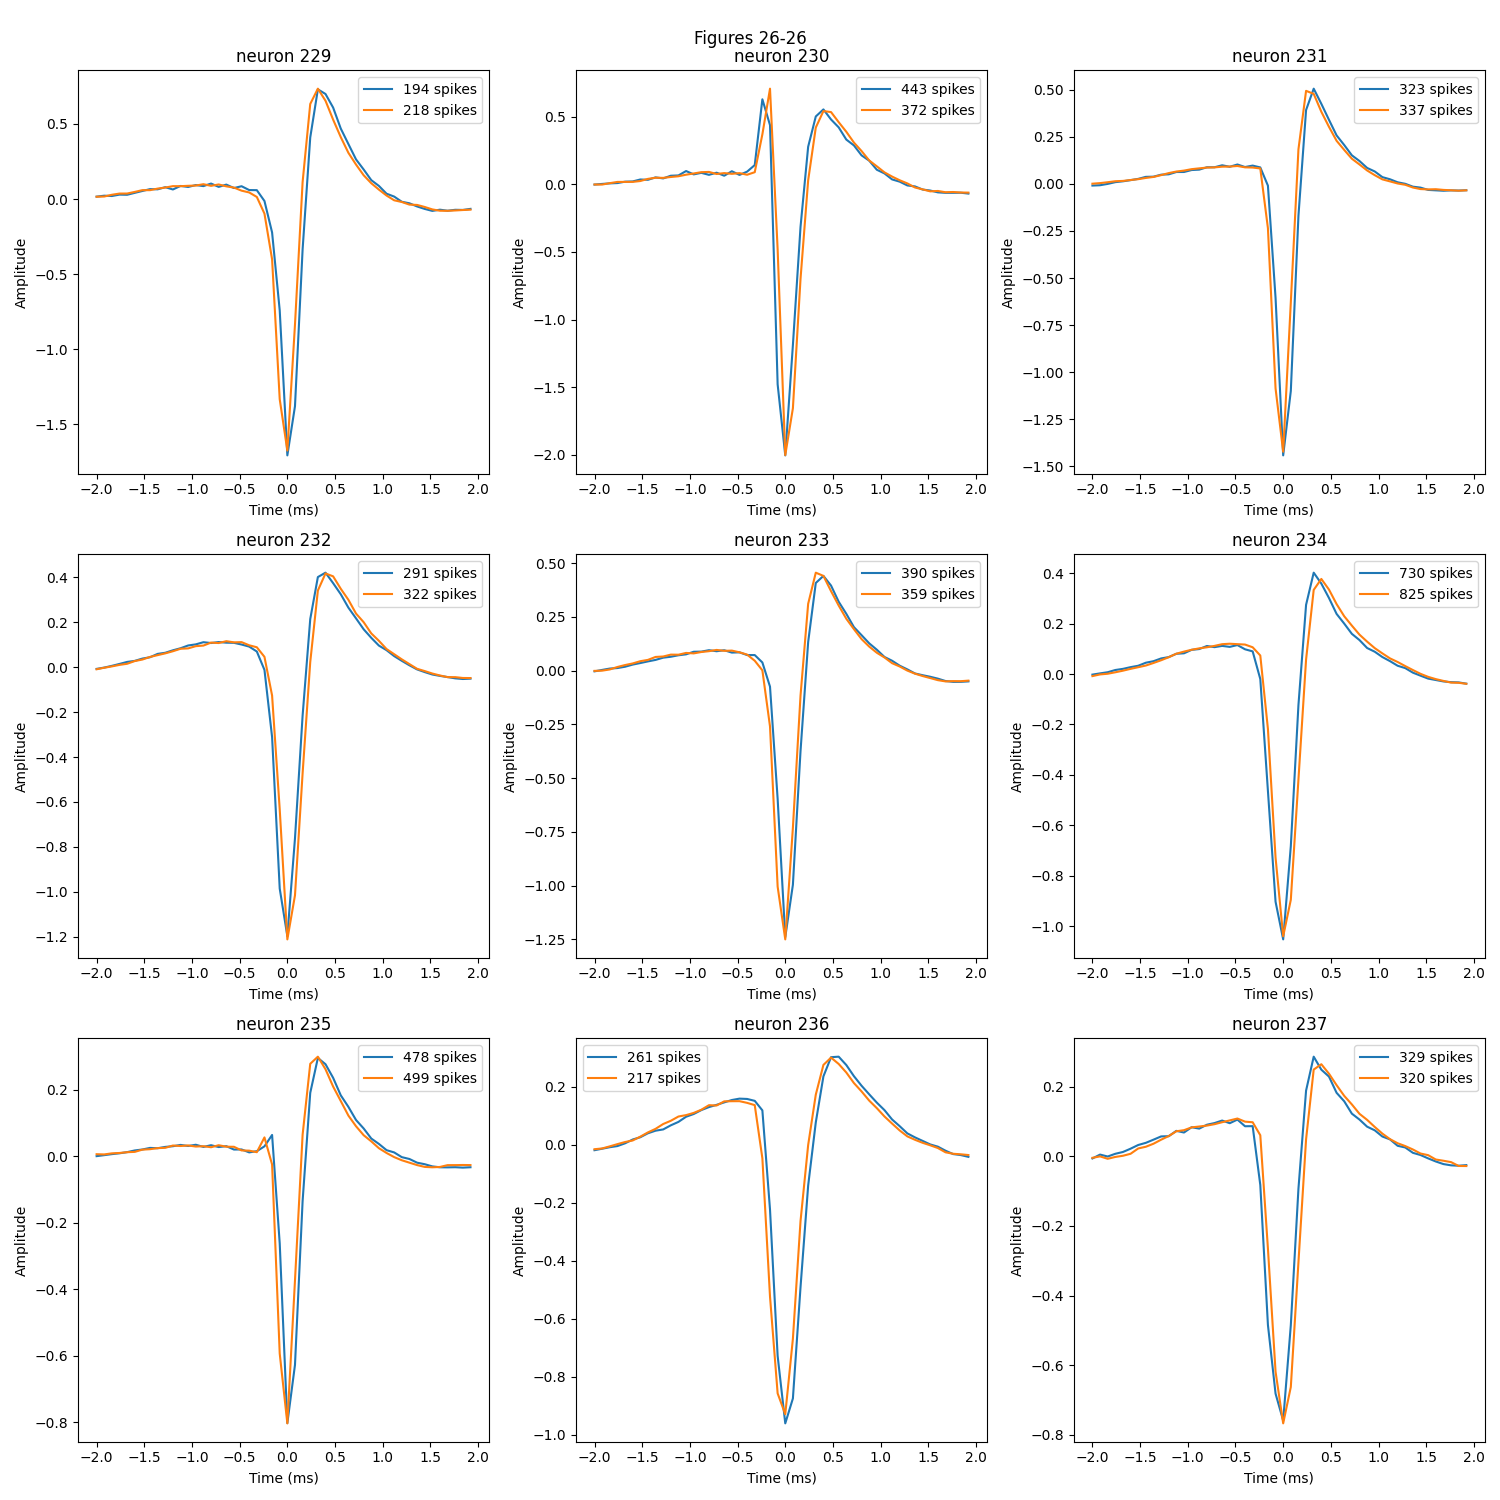 Figures 26-26
neuron 229
neuron 230
neuron 231
194 spikes
218 spikes
443 spikes
372 spikes
323 spikes
337 spikes
Amplitude
0.5
0.0
−0.5
−1.0
−1.5
−2.0 −1.5 −1.0 −0.5 0.0 0.5 1.0 1.5 2.0
Time (ms)
Amplitude
0.5
0.0
−0.5
−1.0
−1.5
−2.0
−2.0 −1.5 −1.0 −0.5 0.0 0.5 1.0 1.5 2.0
Time (ms)
Amplitude
0.50
0.25
0.00
−0.25
−0.50
−0.75
−1.00
−1.25
−1.50
−2.0 −1.5 −1.0 −0.5 0.0 0.5 1.0 1.5 2.0
Time (ms)
neuron 232
291 spikes
322 spikes
Amplitude
0.4
0.2
0.0
−0.2
−0.4
−0.6
−0.8
−1.0
−1.2
−2.0 −1.5 −1.0 −0.5 0.0 0.5 1.0 1.5 2.0
Time (ms)
neuron 233
390 spikes
359 spikes
Amplitude
0.50
0.25
0.00
−0.25
−0.50
−0.75
−1.00
−1.25
−2.0 −1.5 −1.0 −0.5 0.0 0.5 1.0 1.5 2.0
Time (ms)
neuron 234
730 spikes
825 spikes
Amplitude
0.4
0.2
0.0
−0.2
−0.4
−0.6
−0.8
−1.0
−2.0 −1.5 −1.0 −0.5 0.0 0.5 1.0 1.5 2.0
Time (ms)
neuron 235
478 spikes
499 spikes
Amplitude
0.2
0.0
−0.2
−0.4
−0.6
−0.8
−2.0 −1.5 −1.0 −0.5 0.0 0.5 1.0 1.5 2.0
Time (ms)
neuron 236
261 spikes
217 spikes
Amplitude
0.2
0.0
−0.2
−0.4
−0.6
−0.8
−1.0
−2.0 −1.5 −1.0 −0.5 0.0 0.5 1.0 1.5 2.0
Time (ms)
neuron 237
329 spikes
320 spikes
Amplitude
0.2
0.0
−0.2
−0.4
−0.6
−0.8
−2.0 −1.5 −1.0 −0.5 0.0 0.5 1.0 1.5 2.0
Time (ms)